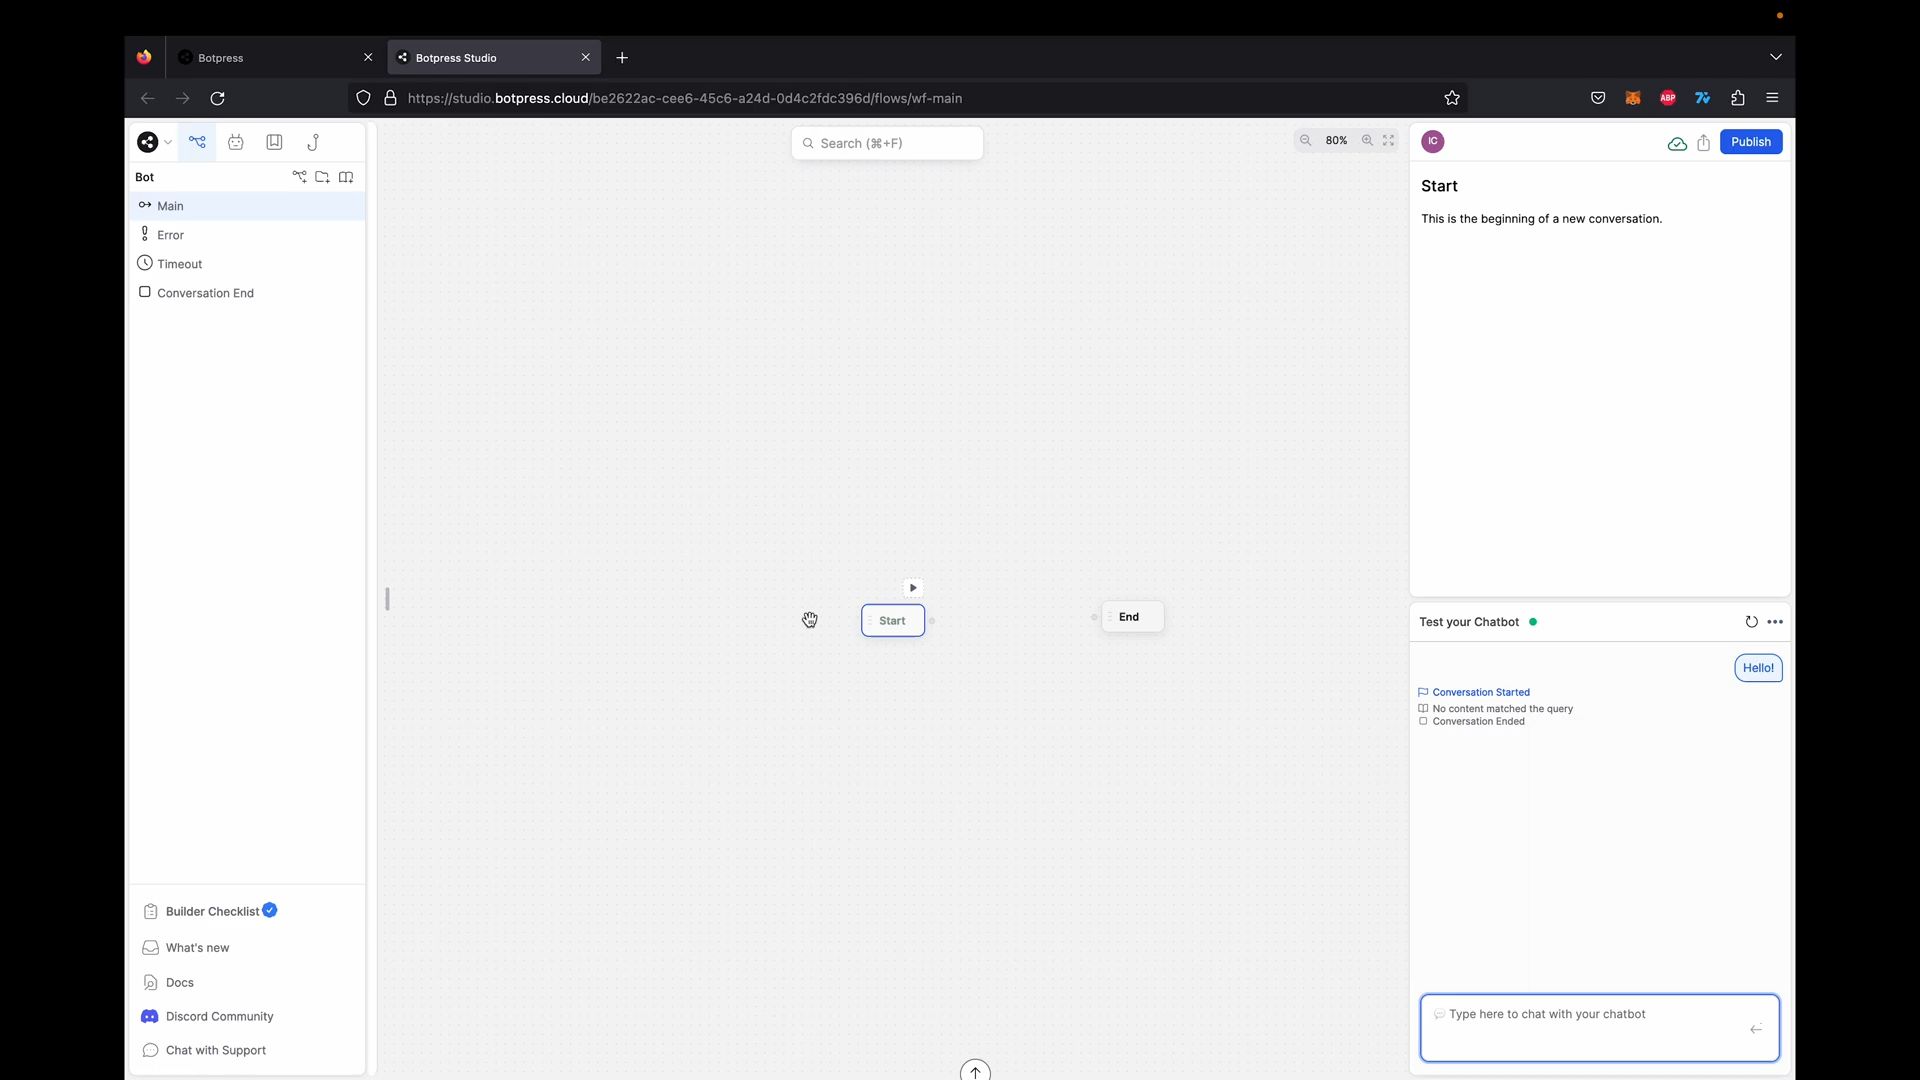 Botpress
Botpress Studio
https://studio.botpress.cloud/be2622ac-cee6-45c6-a24d-0d4c2fdc396d/flows/wf-main
ABP
Search (⌘+F)
80%
IC
Publish
Bot
Main
Error
Timeout
Conversation End
Start
This is the beginning of a new conversation.
Start
End
Test your Chatbot
Hello!
Conversation Started
No content matched the query
Conversation Ended
Builder Checklist
What's new
Docs
Discord Community
Chat with Support
Type here to chat with your chatbot